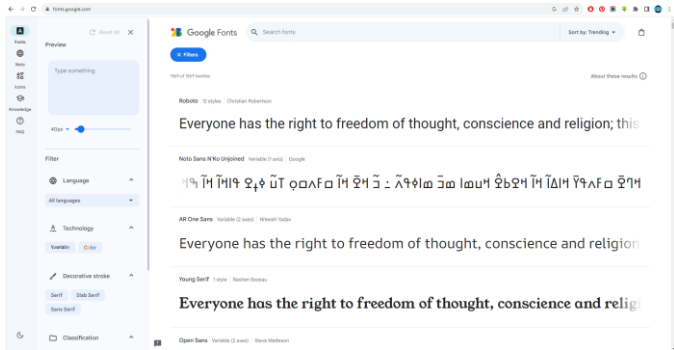 fonts.google.com
Fonts
Noto
Icons
Knowledge
FAQ
Reset all
Preview
Type something
40px
Filter
Language
All languages
Technology
Variable
Color
Decorative stroke
Serif
Slab Serif
Sans Serif
Classification
Google Fonts
Search fonts
Sort by: Trending
Filters
families
About these results
Roboto 12 styles Christian Robertson
Everyone has the right to freedom of thought, conscience and religion; this
Noto Sans N'Ko Unjoined Variable (1 axis) Google
AR One Sans Variable (2 axes) Niteesh Yadav
Everyone has the right to freedom of thought, conscience and religion
Young Serif 1 style Bastien Sozeau
Everyone has the right to freedom of thought, conscience and relig
Open Sans Variable (2 axes) Steve Matteson